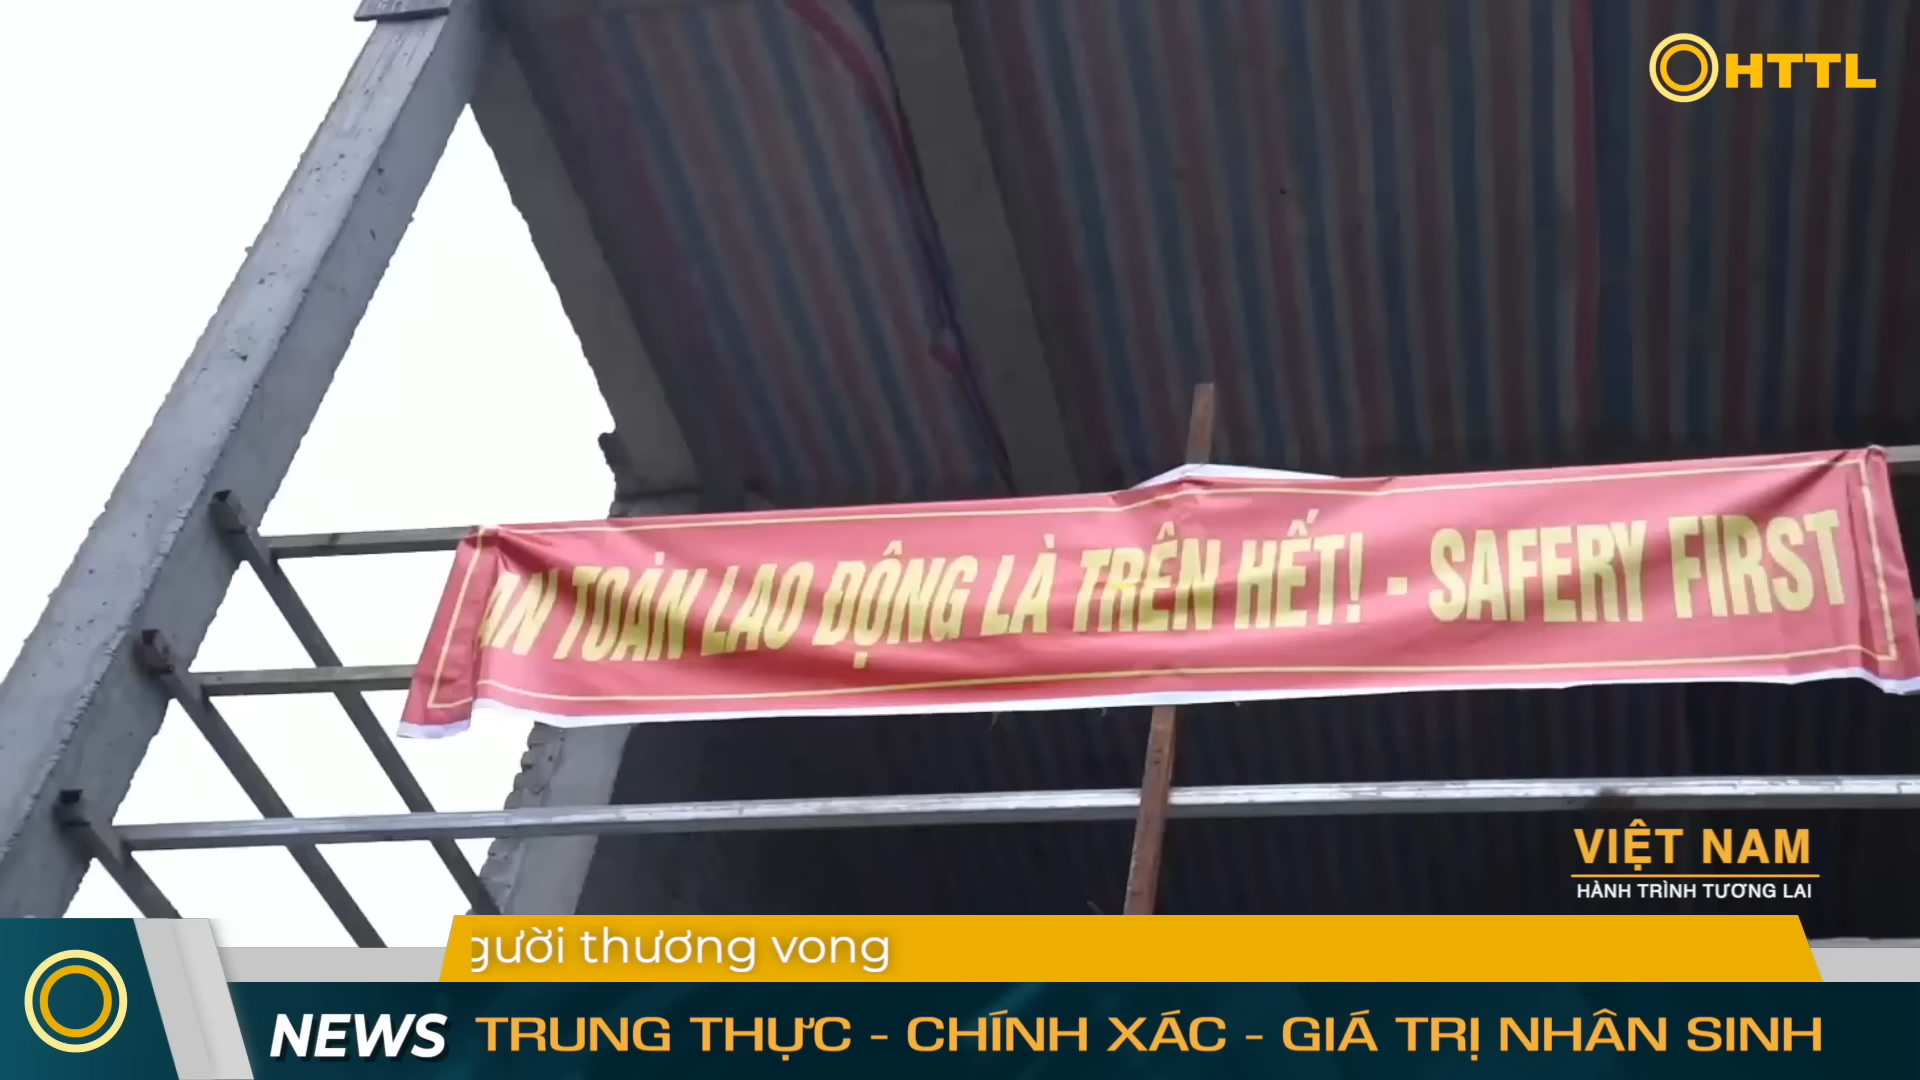 HTTL
AN TOÀN LAO ĐỘNG LÀ TRÊN HẾT! - SAFERY FIRST
VIỆT NAM
HÀNH TRÌNH TƯƠNG LAI
gười thương vong
NEWS TRUNG THỰC - CHÍNH XÁC - GIÁ TRỊ NHÂN SINH